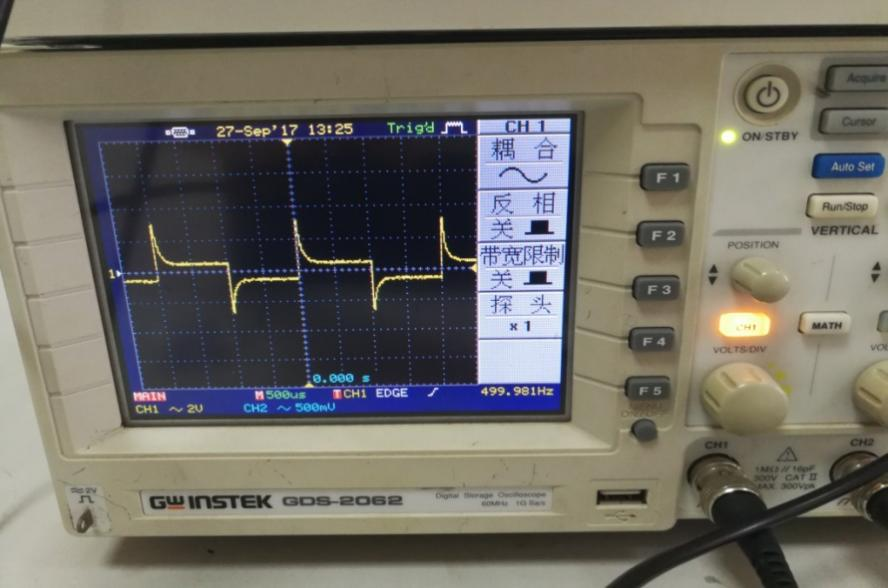 27-Sep'17 13:25 Trig'd
CH 1
耦 合
反 相
关
带宽限制
关
探 头
x 1
1
0.000 s
MAIN
M 500us
T CH1 EDGE
499.981Hz
CH1 ~ 2V
CH2 ~ 500mV
F 1
F 2
F 3
F 4
F 5
ON/STBY
Acquire
Cursor
Auto Set
Run/Stop
VERTICAL
POSITION
CH1
MATH
VOLTS/DIV
VO
CH1
CH2
1MΩ // 16pF
300V CAT II
MAX. 300Vpk
≈2V
GW INSTEK GDS-2062
Digital Storage Oscilloscope
60MHz 1G Sa/s